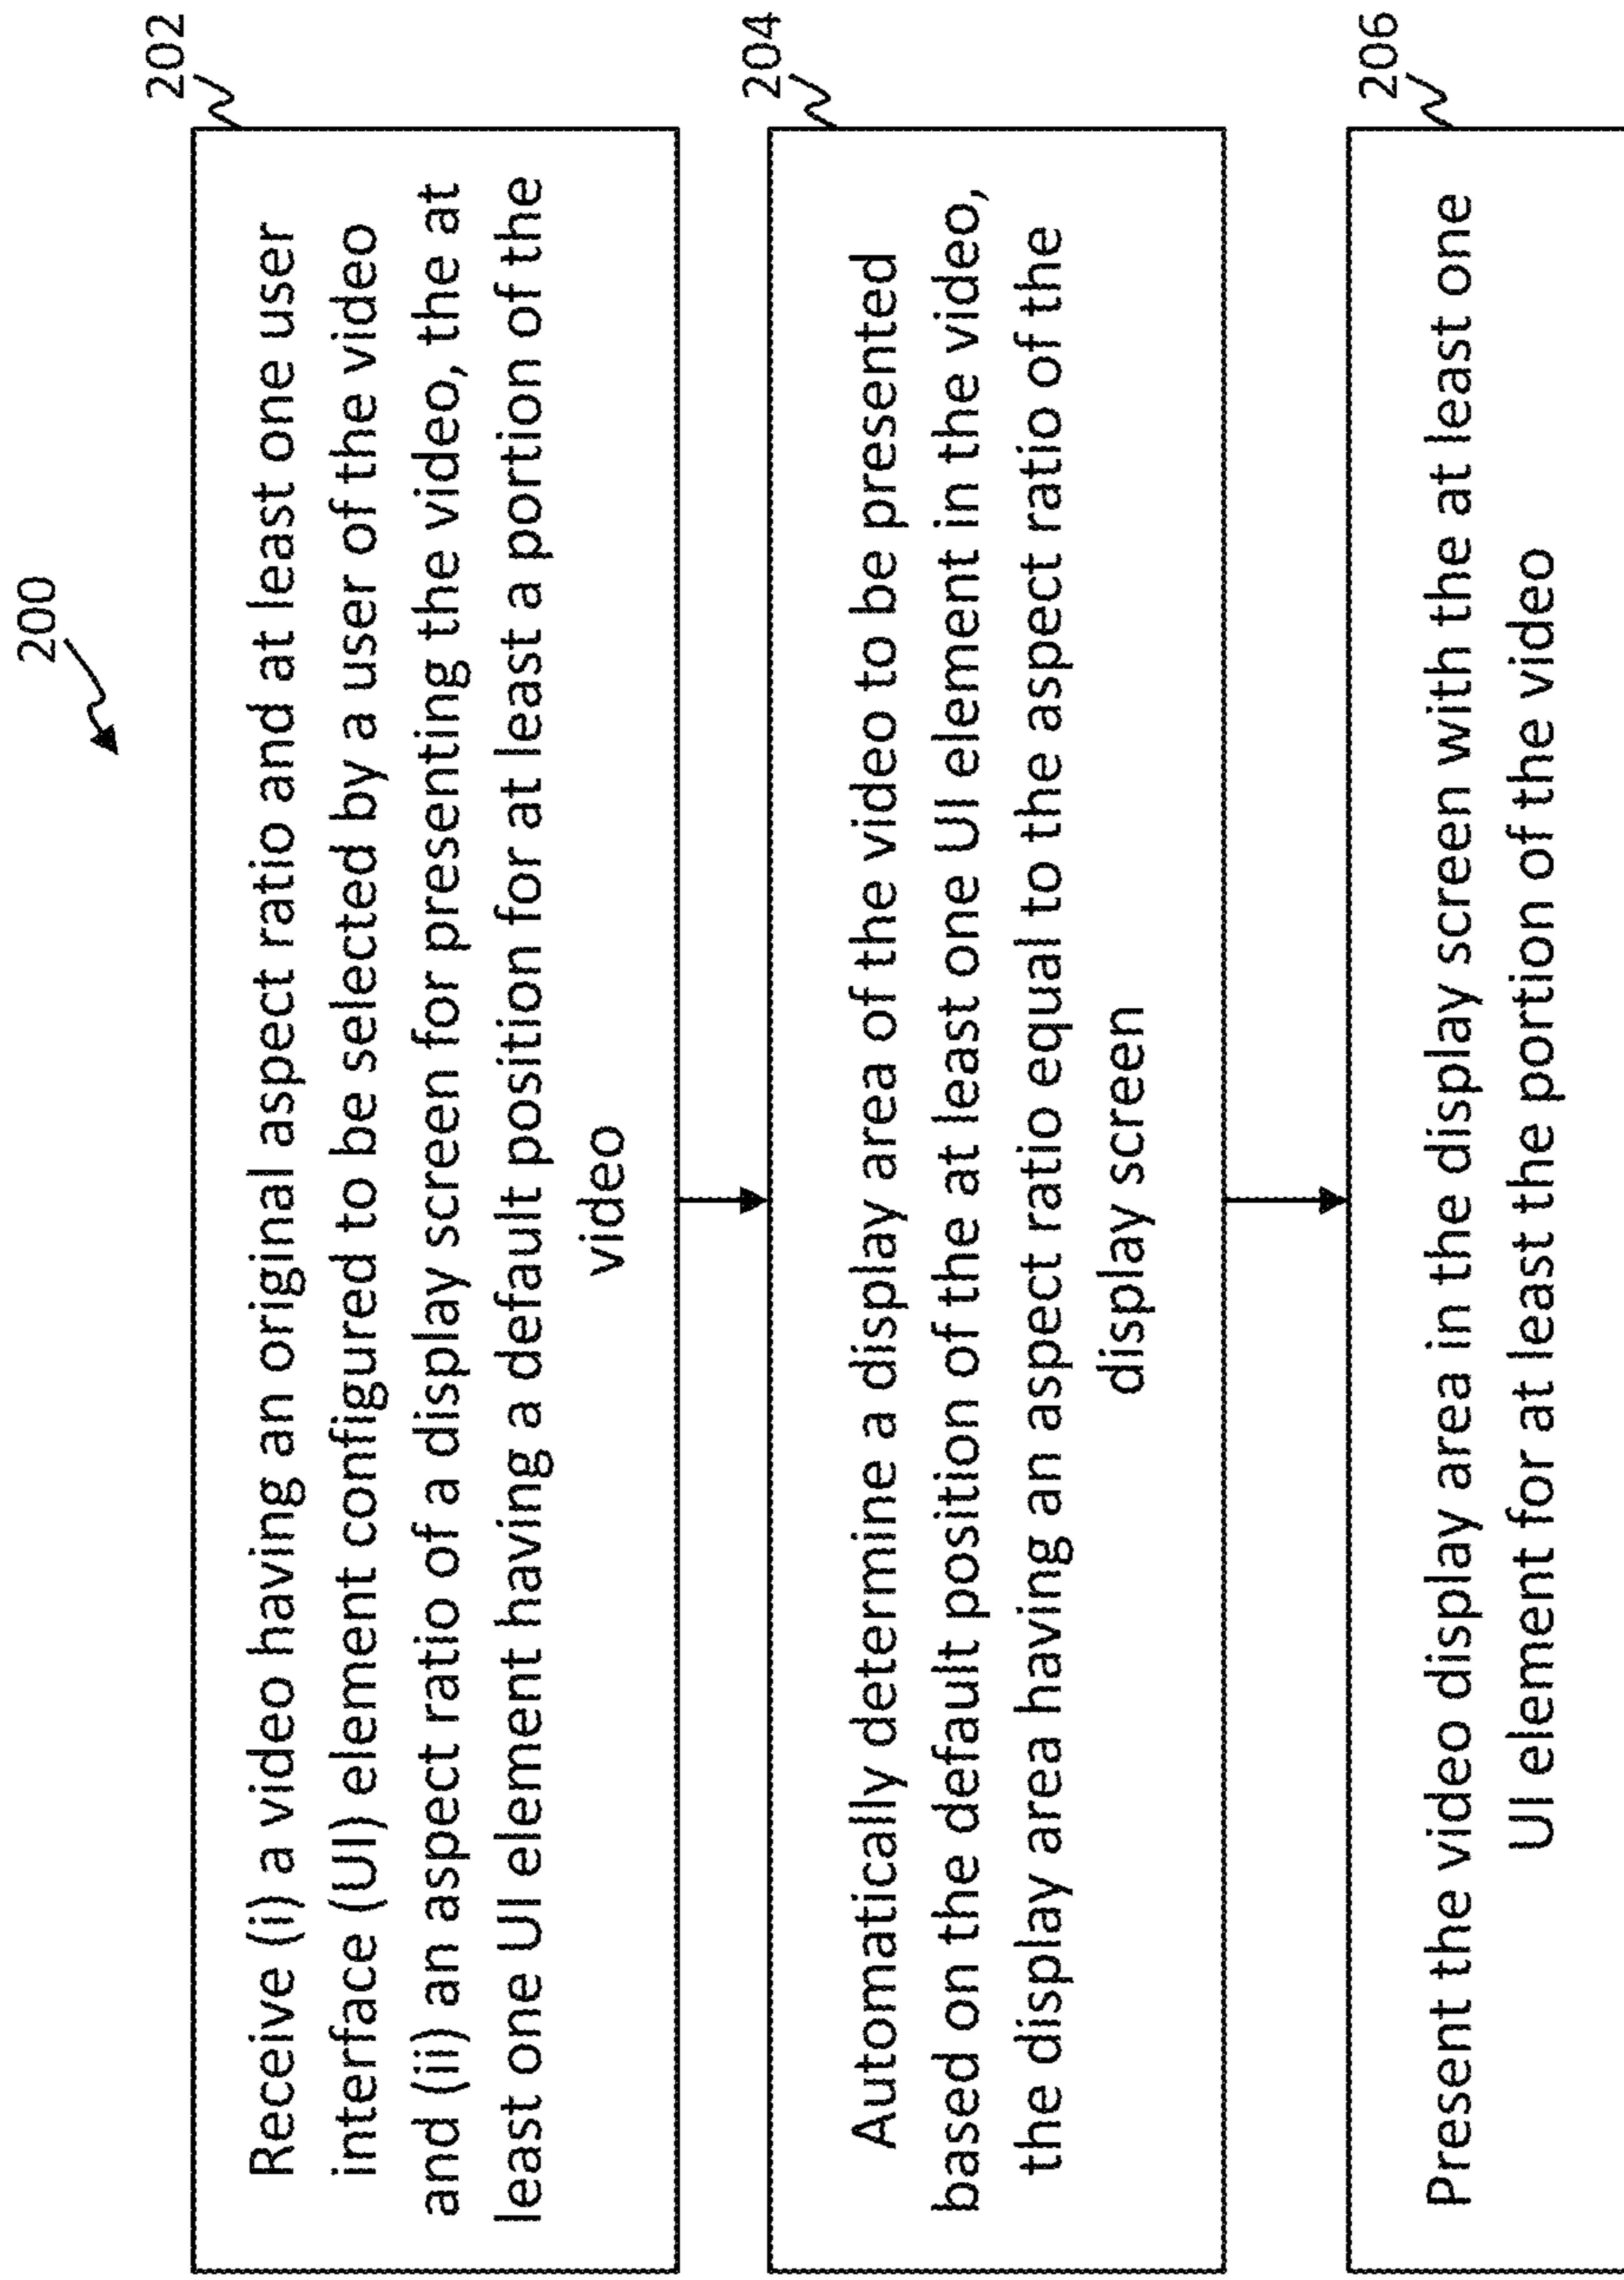 200
202
Receive (i) a video having an original aspect ratio and at least one user
interface (UI) element configured to be selected by a user of the video
and (ii) an aspect ratio of a display screen for presenting the video, the at
least one UI element having a default position for at least a portion of the
video
204
Automatically determine a display area of the video to be presented
based on the default position of the at least one UI element in the video,
the display area having an aspect ratio equal to the aspect ratio of the
display screen
206
Present the video display area in the display screen with the at least one
UI element for at least the portion of the video